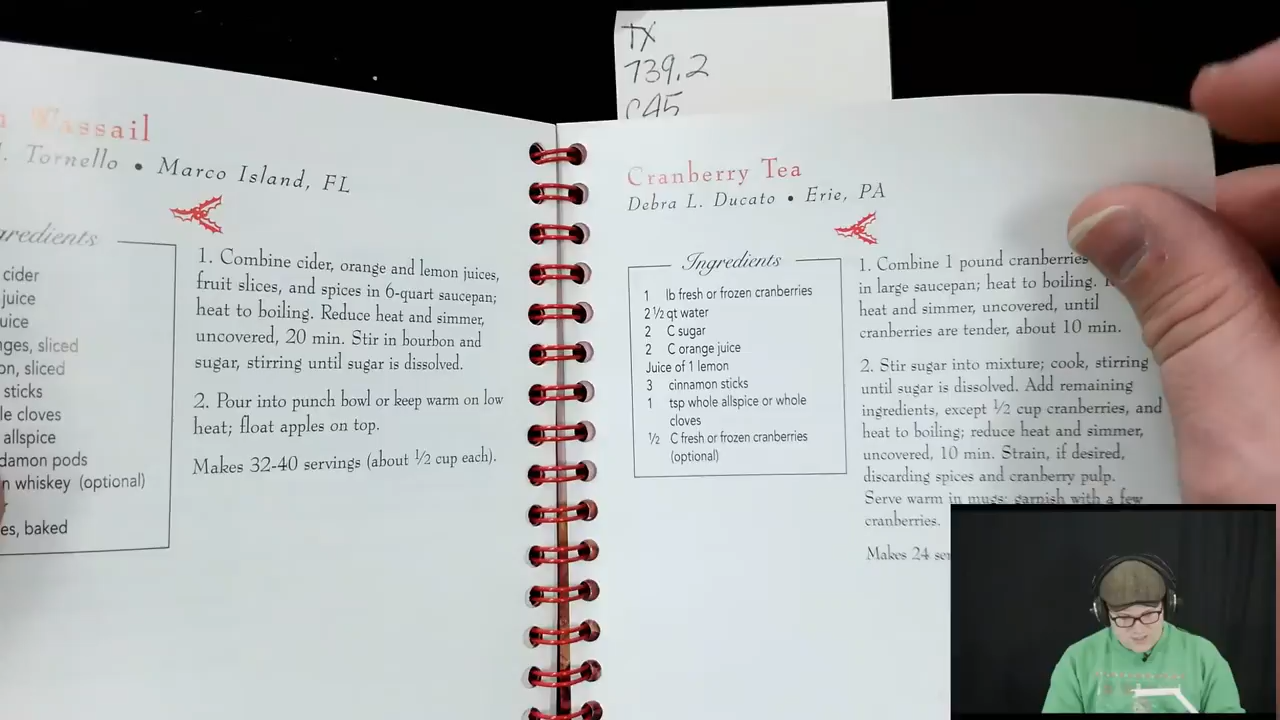 TX
739.2
C45
Wassail
Tornello • Marco Island, FL
cider
juice
sliced
sliced
sticks
cloves
allspice
pods
whiskey (optional)
baked
1. Combine cider, orange and lemon juices,
fruit slices, and spices in 6-quart saucepan;
heat to boiling. Reduce heat and simmer,
uncovered, 20 min. Stir in bourbon and
sugar, stirring until sugar is dissolved.
2. Pour into punch bowl or keep warm on low
heat; float apples on top.
Makes 32-40 servings (about ½ cup each).
Cranberry Tea
Debra L. Ducato • Erie, PA
Ingredients
1 lb fresh or frozen cranberries
2 ½ qt water
2 C sugar
2 C orange juice
Juice of 1 lemon
3 cinnamon sticks
1 tsp whole allspice or whole
cloves
½ C fresh or frozen cranberries
(optional)
1. Combine 1 pound cranberries
in large saucepan; heat to boiling.
heat and simmer, uncovered, until
cranberries are tender, about 10 min.
2. Stir sugar into mixture; cook, stirring
until sugar is dissolved. Add remaining
ingredients, except ½ cup cranberries, and
heat to boiling; reduce heat and simmer,
uncovered, 10 min. Strain, if desired,
discarding spices and cranberry pulp.
Serve warm in mugs; garnish with a few
cranberries.
Makes 24